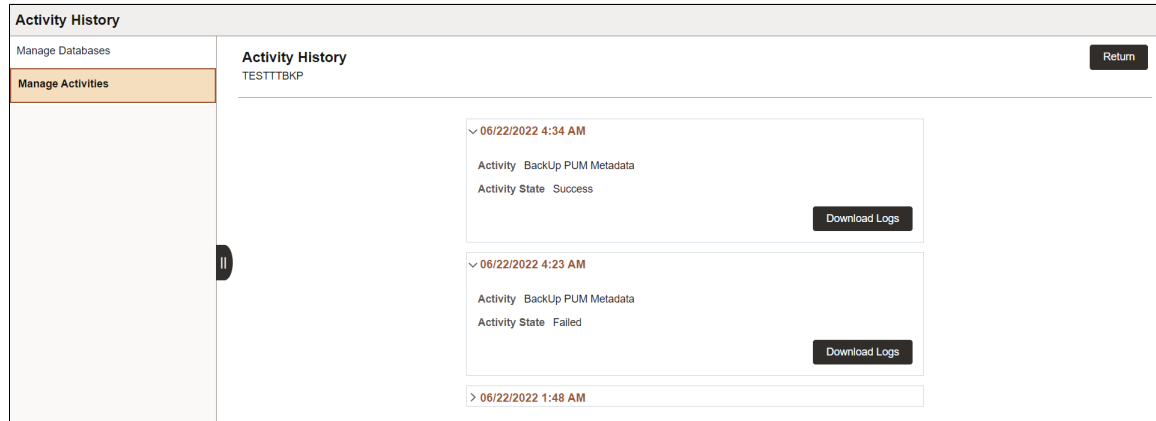 Activity History
Manage Databases
Manage Activities
Activity History
TESTTTBKP
Return
06/22/2022 4:34 AM
Activity BackUp PUM Metadata
Activity State Success
Download Logs
06/22/2022 4:23 AM
Activity BackUp PUM Metadata
Activity State Failed
Download Logs
06/22/2022 1:48 AM